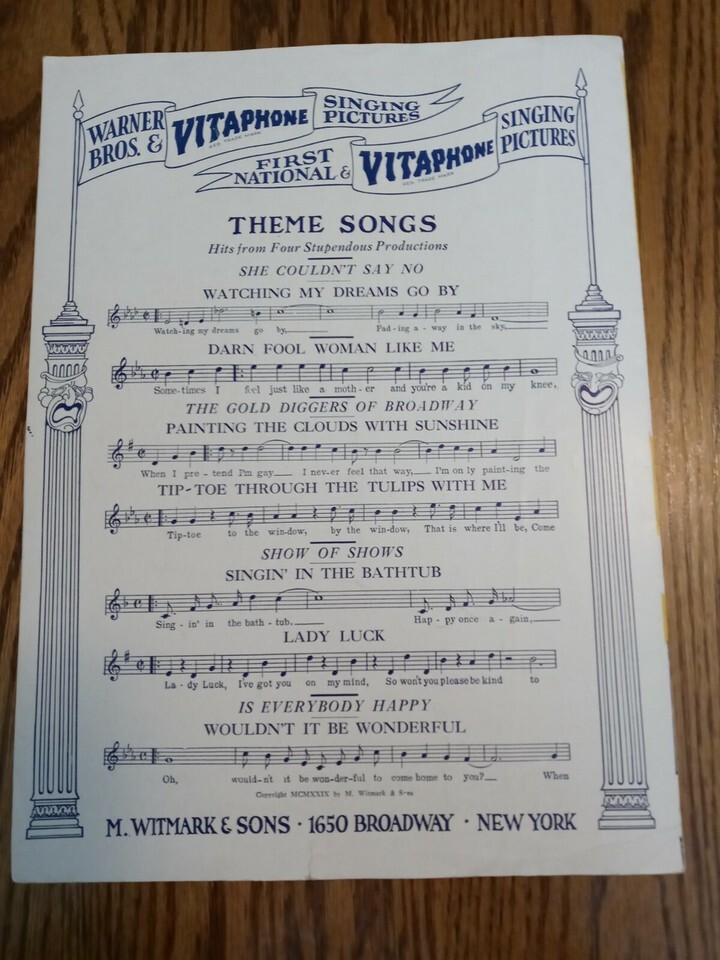 WARNER BROS. & VITAPHONE SINGING PICTURES
REG. TRADE MARK
FIRST NATIONAL & VITAPHONE SINGING PICTURES
REG. TRADE MARK
THEME SONGS
Hits from Four Stupendous Productions
SHE COULDN'T SAY NO
WATCHING MY DREAMS GO BY
Watch-ing my dreams go by, Fad-ing a-way in the sky,
DARN FOOL WOMAN LIKE ME
Some-times I feel just like a moth-er and you're a kid on my knee,
THE GOLD DIGGERS OF BROADWAY
PAINTING THE CLOUDS WITH SUNSHINE
When I pre-tend I'm gay I nev-er feel that way, I'm on ly paint-ing the
TIP-TOE THROUGH THE TULIPS WITH ME
Tip-toe to the win-dow, by the win-dow, That is where I'll be, Come
SHOW OF SHOWS
SINGIN' IN THE BATHTUB
Sing-in' in the bath-tub, Hap-py once a-gain,
LADY LUCK
La-dy Luck, I've got you on my mind, So won't you please be kind to
IS EVERYBODY HAPPY
WOULDN'T IT BE WONDERFUL
Oh, would-n't it be won-der-ful to come home to you? When
Copyright MCMXXIX by M. Witmark & Sons
M. WITMARK & SONS · 1650 BROADWAY · NEW YORK